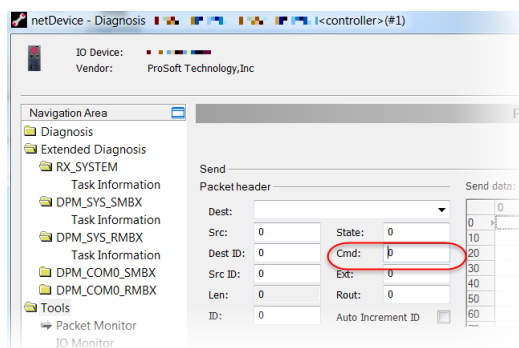 netDevice - Diagnosis <controller>(#1)
IO Device:
Vendor: ProSoft Technology,Inc
Navigation Area
Diagnosis
Extended Diagnosis
RX_SYSTEM
Task Information
DPM_SYS_SMBX
Task Information
DPM_SYS_RMBX
Task Information
DPM_COM0_SMBX
DPM_COM0_RMBX
Tools
Packet Monitor
IO Monitor
Send
Packet header
Dest:
Src: 0 State: 0
Dest ID: 0 Cmd: 0
Src ID: 0 Ext: 0
Len: 0 Rout: 0
ID: 0 Auto Increment ID
Send data:
0
0
10
20
30
40
50
60